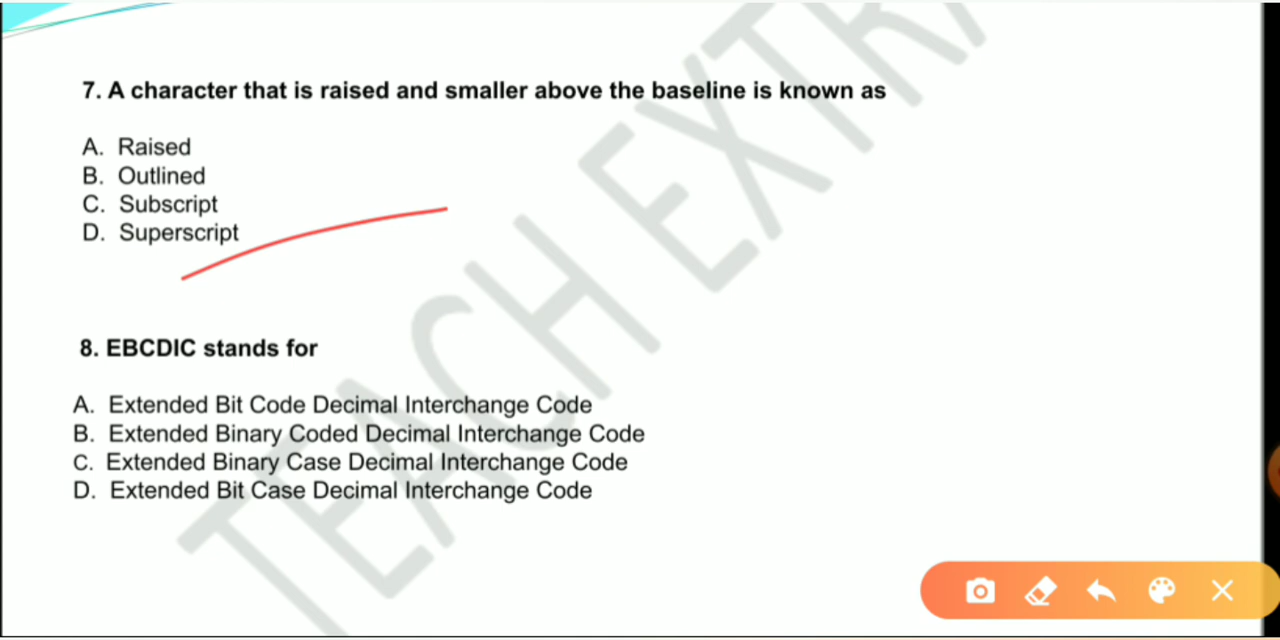 7. A character that is raised and smaller above the baseline is known as
A. Raised
B. Outlined
C. Subscript
D. Superscript
8. EBCDIC stands for
A. Extended Bit Code Decimal Interchange Code
B. Extended Binary Coded Decimal Interchange Code
C. Extended Binary Case Decimal Interchange Code
D. Extended Bit Case Decimal Interchange Code
TEACH EXTRA